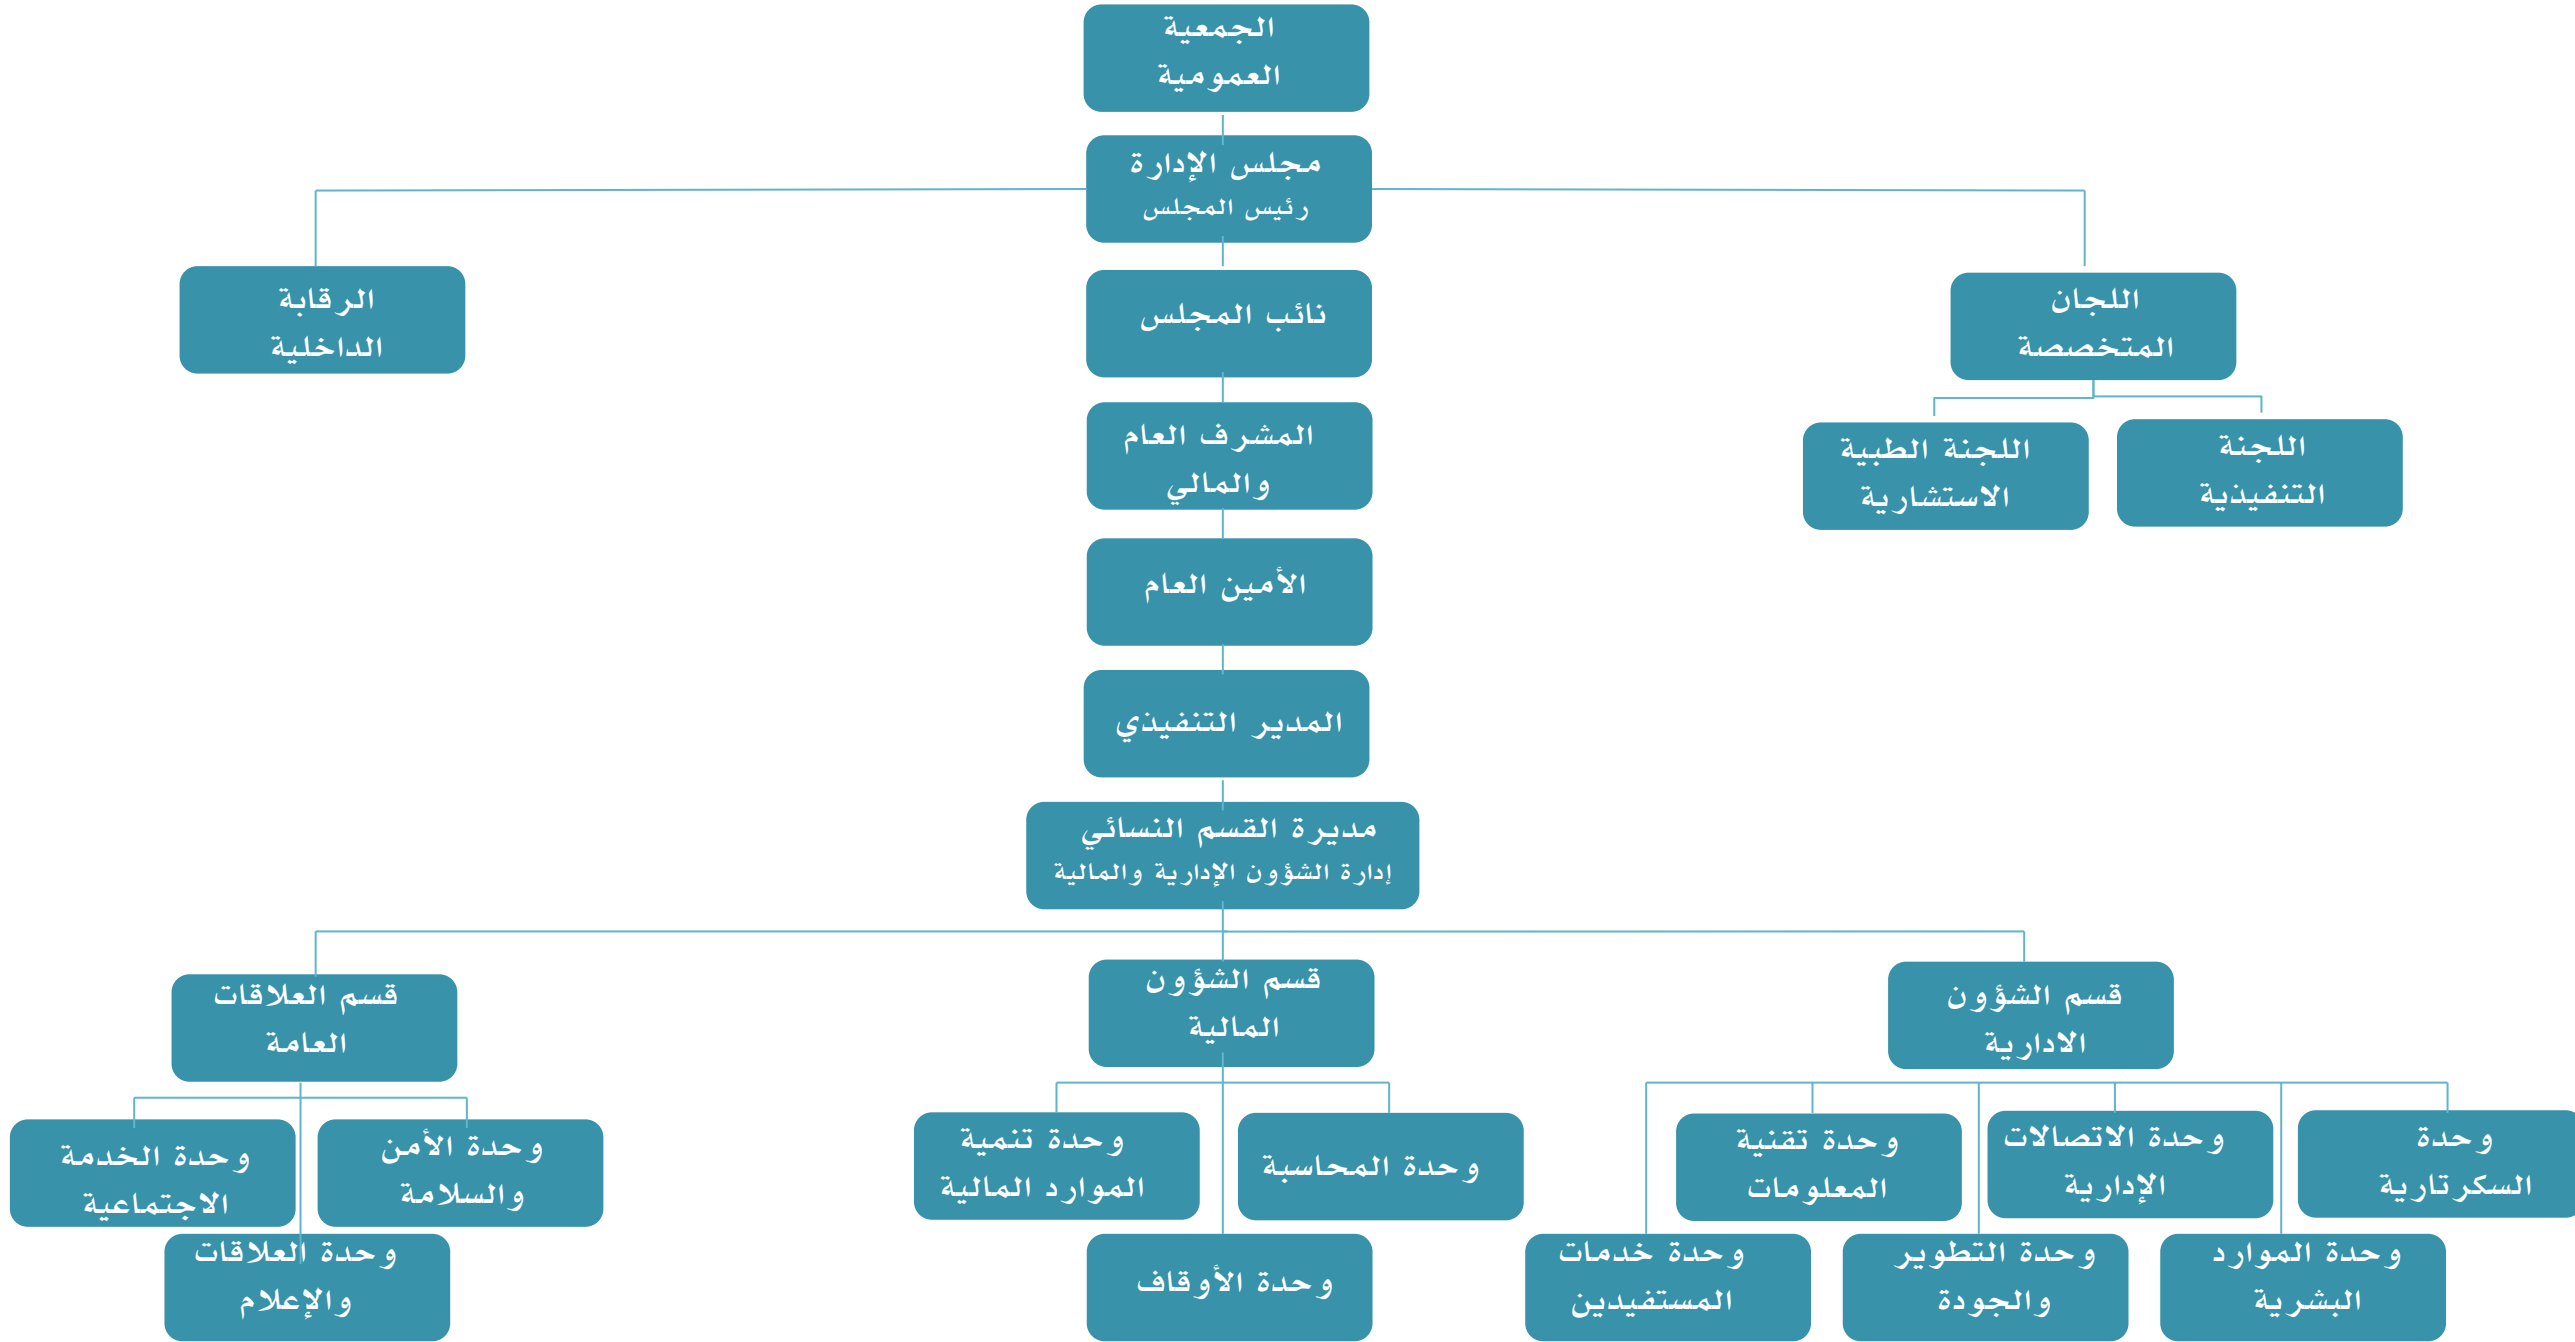 الجمعية
العمومية
مجلس الإدارة
رئيس المجلس
اللجان
المتخصصة
نائب المجلس
الرقابة
الداخلية
اللجنة
التنفيذية
اللجنة الطبية
الاستشارية
المشرف العام
والمالي
الأمين العام
المدير التنفيذي
مديرة القسم النسائي
إدارة الشؤون الإدارية والمالية
قسم الشؤون
الادارية
قسم الشؤون
المالية
قسم العلاقات
العامة
وحدة
السكرتارية
وحدة الاتصالات
الإدارية
وحدة تقنية
المعلومات
وحدة الموارد
البشرية
وحدة التطوير
والجودة
وحدة خدمات
المستفيدين
وحدة المحاسبة
وحدة تنمية
الموارد المالية
وحدة الأوقاف
وحدة الأمن
والسلامة
وحدة الخدمة
الاجتماعية
وحدة العلاقات
والإعلام